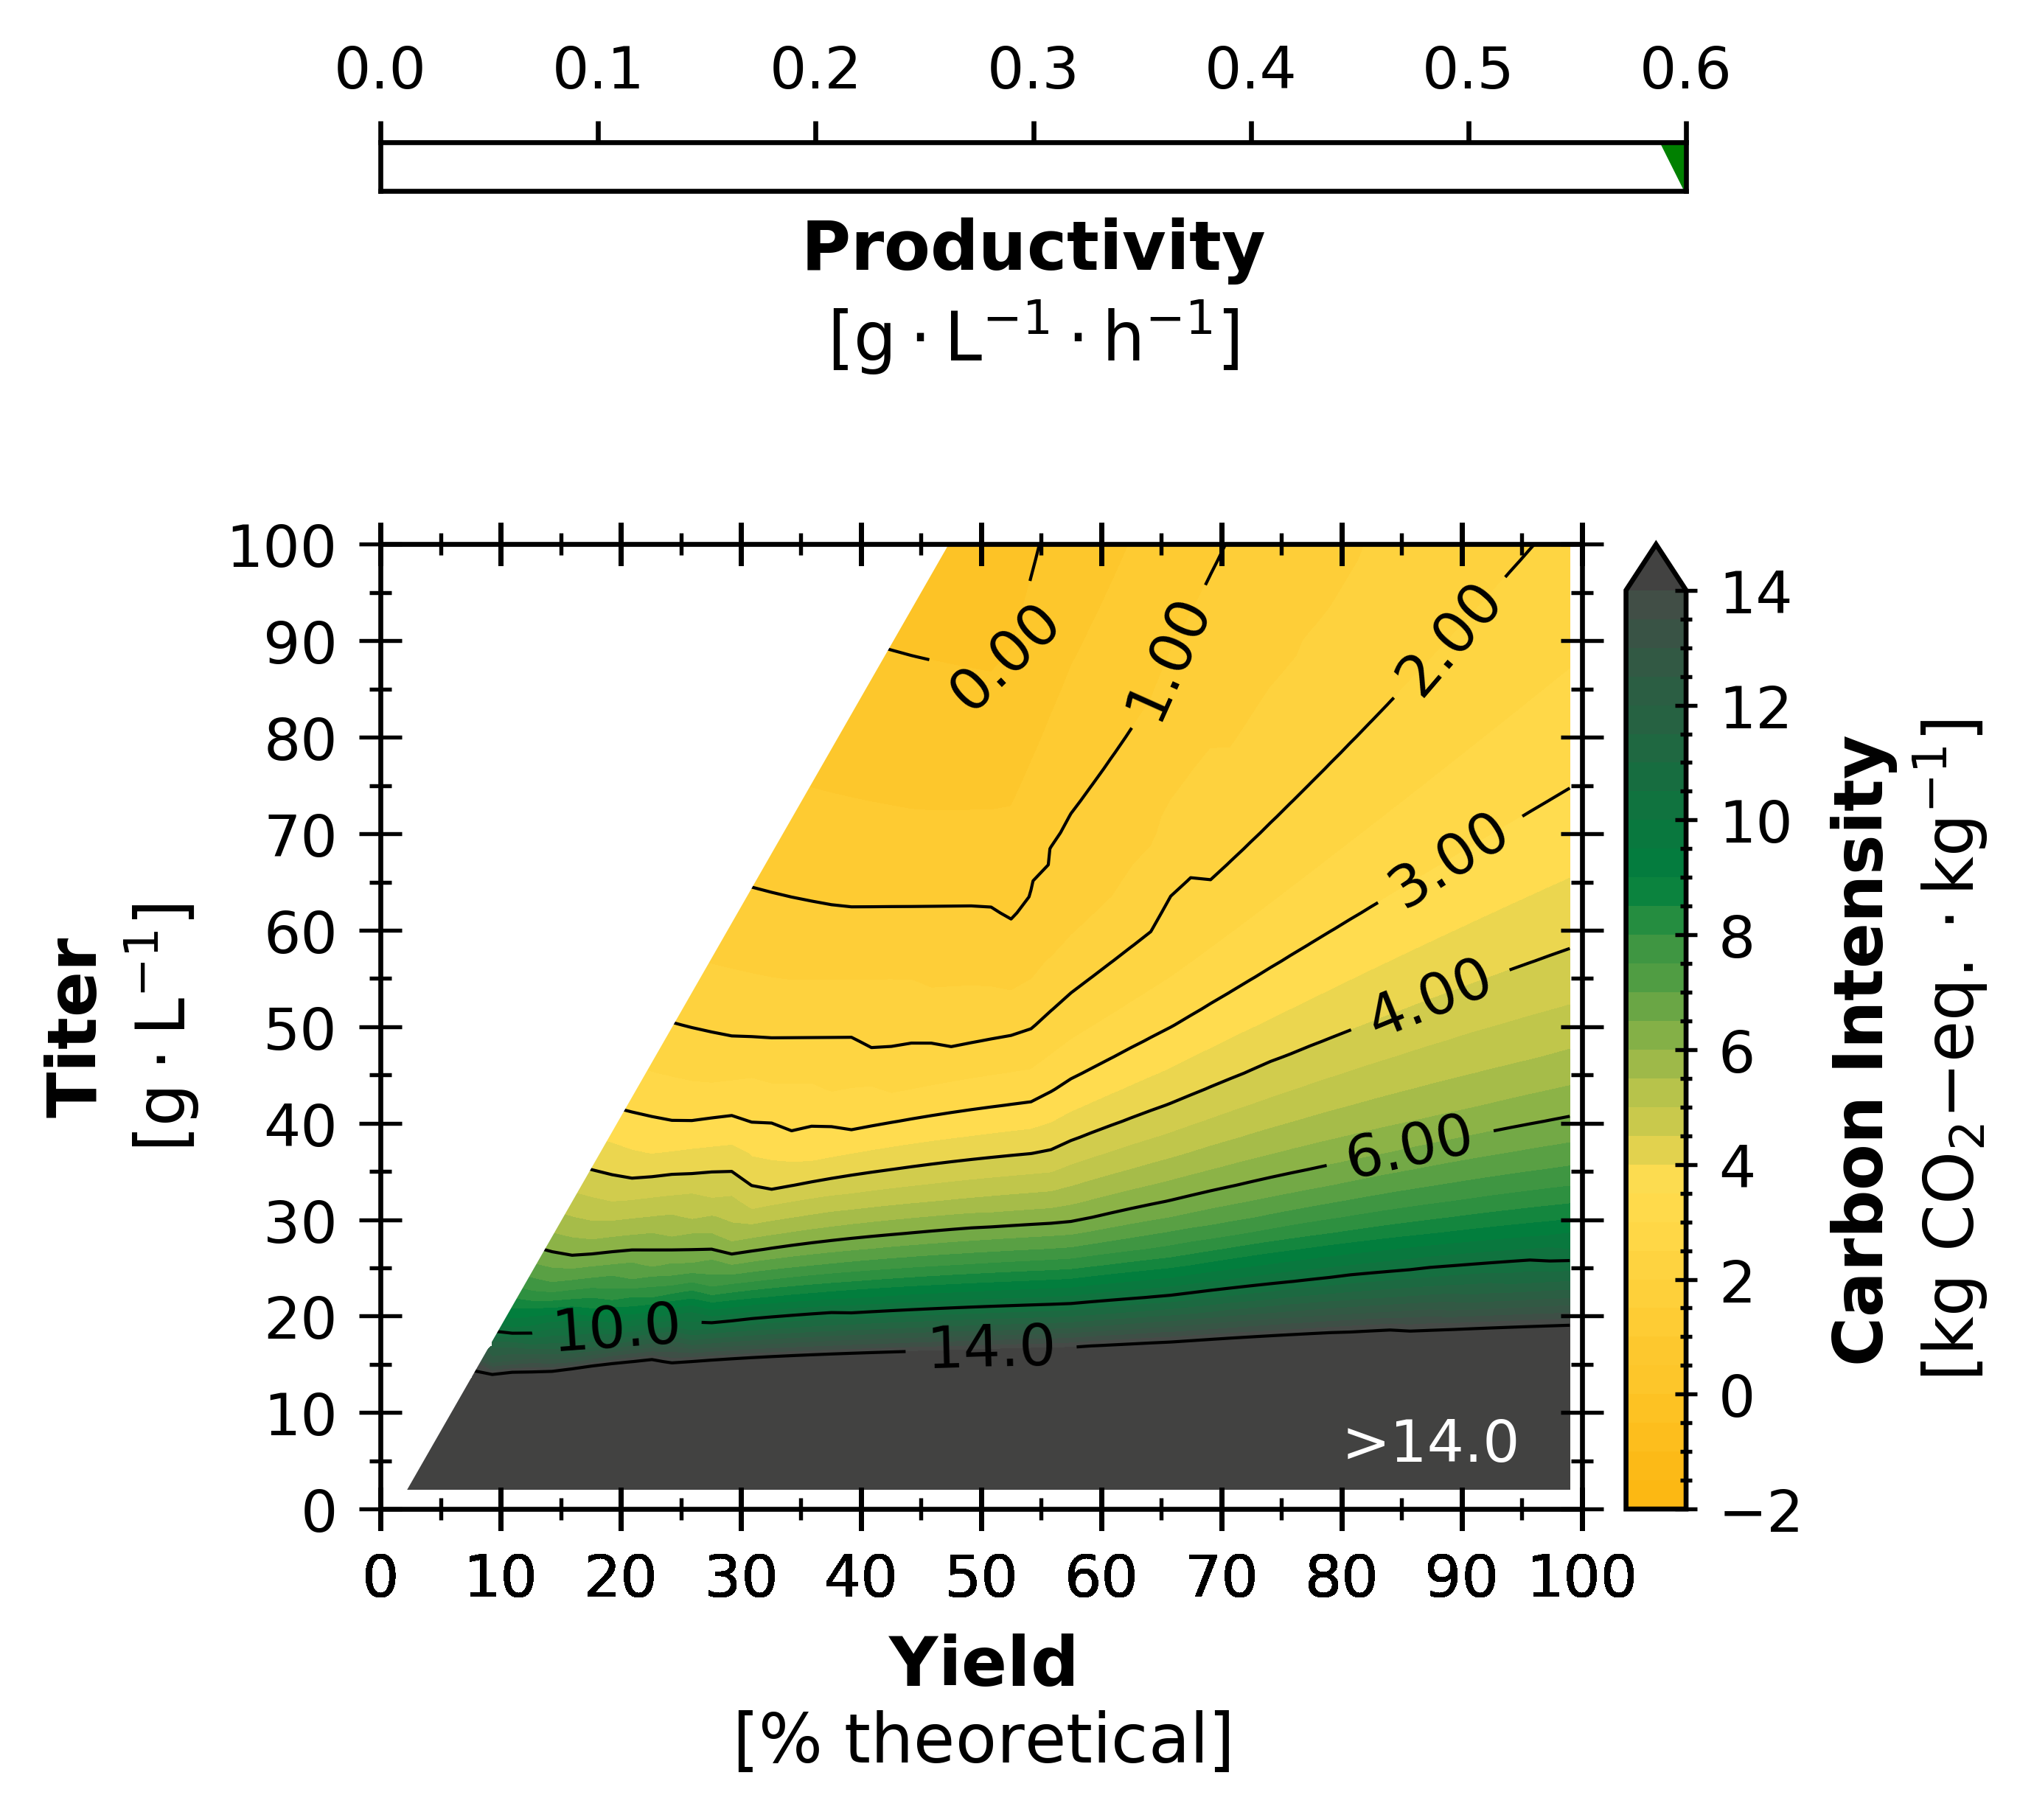 0.0 0.1 0.2 0.3 0.4 0.5 0.6
Productivity
[g · L⁻¹ · h⁻¹]
Titer
[g · L⁻¹]
100
90
80
70
60
50
40
30
20
10
0
0.00
1.00
2.00
3.00
4.00
6.00
10.0
14.0
>14.0
0 10 20 30 40 50 60 70 80 90 100
Yield
[% theoretical]
14
12
10
8
6
4
2
0
−2
Carbon Intensity
[kg CO₂−eq. · kg⁻¹]